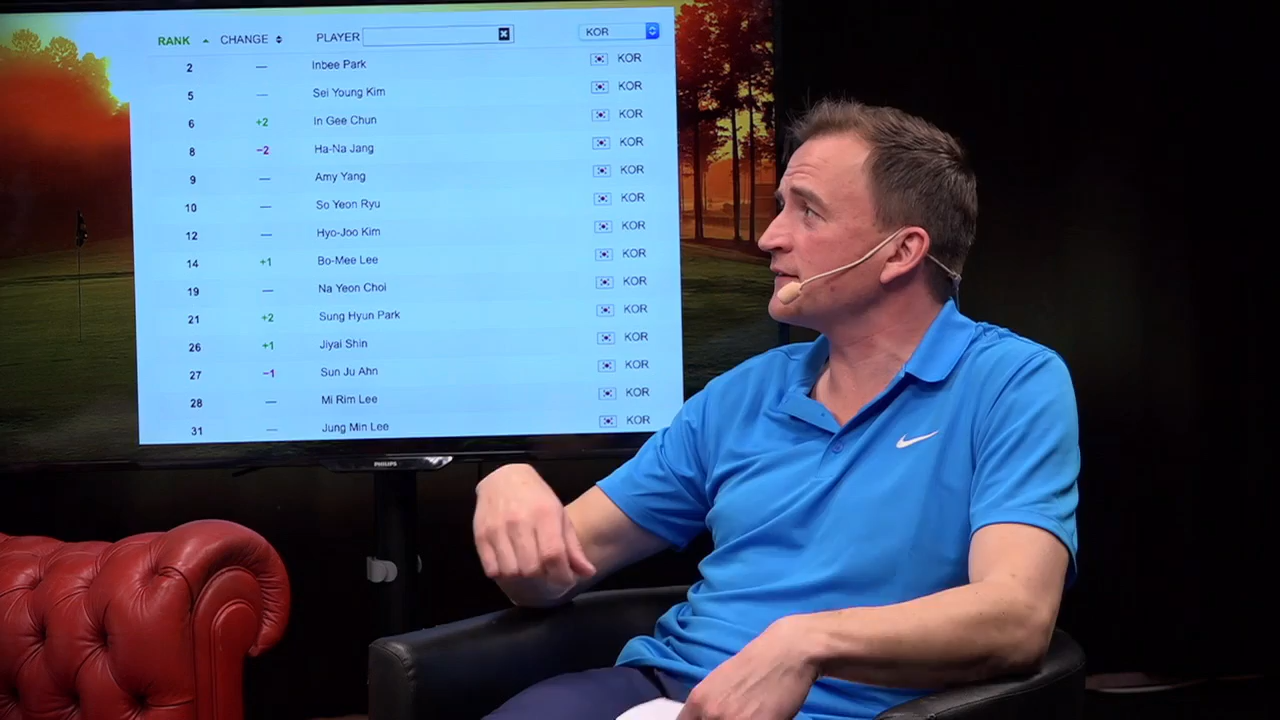 RANK CHANGE PLAYER KOR
2 — Inbee Park KOR
5 — Sei Young Kim KOR
6 +2 In Gee Chun KOR
8 −2 Ha-Na Jang KOR
9 — Amy Yang KOR
10 — So Yeon Ryu KOR
12 — Hyo-Joo Kim KOR
14 +1 Bo-Mee Lee KOR
19 — Na Yeon Choi KOR
21 +2 Sung Hyun Park KOR
26 +1 Jiyai Shin KOR
27 −1 Sun Ju Ahn KOR
28 — Mi Rim Lee KOR
31 — Jung Min Lee KOR
PHILIPS